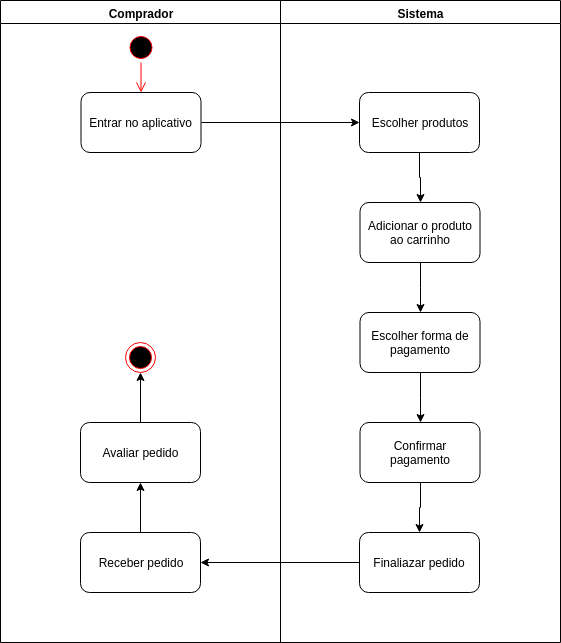 Comprador
Sistema
Entrar no aplicativo
Escolher produtos
Adicionar o produto
ao carrinho
Escolher forma de
pagamento
Confirmar
pagamento
Finaliazar pedido
Receber pedido
Avaliar pedido